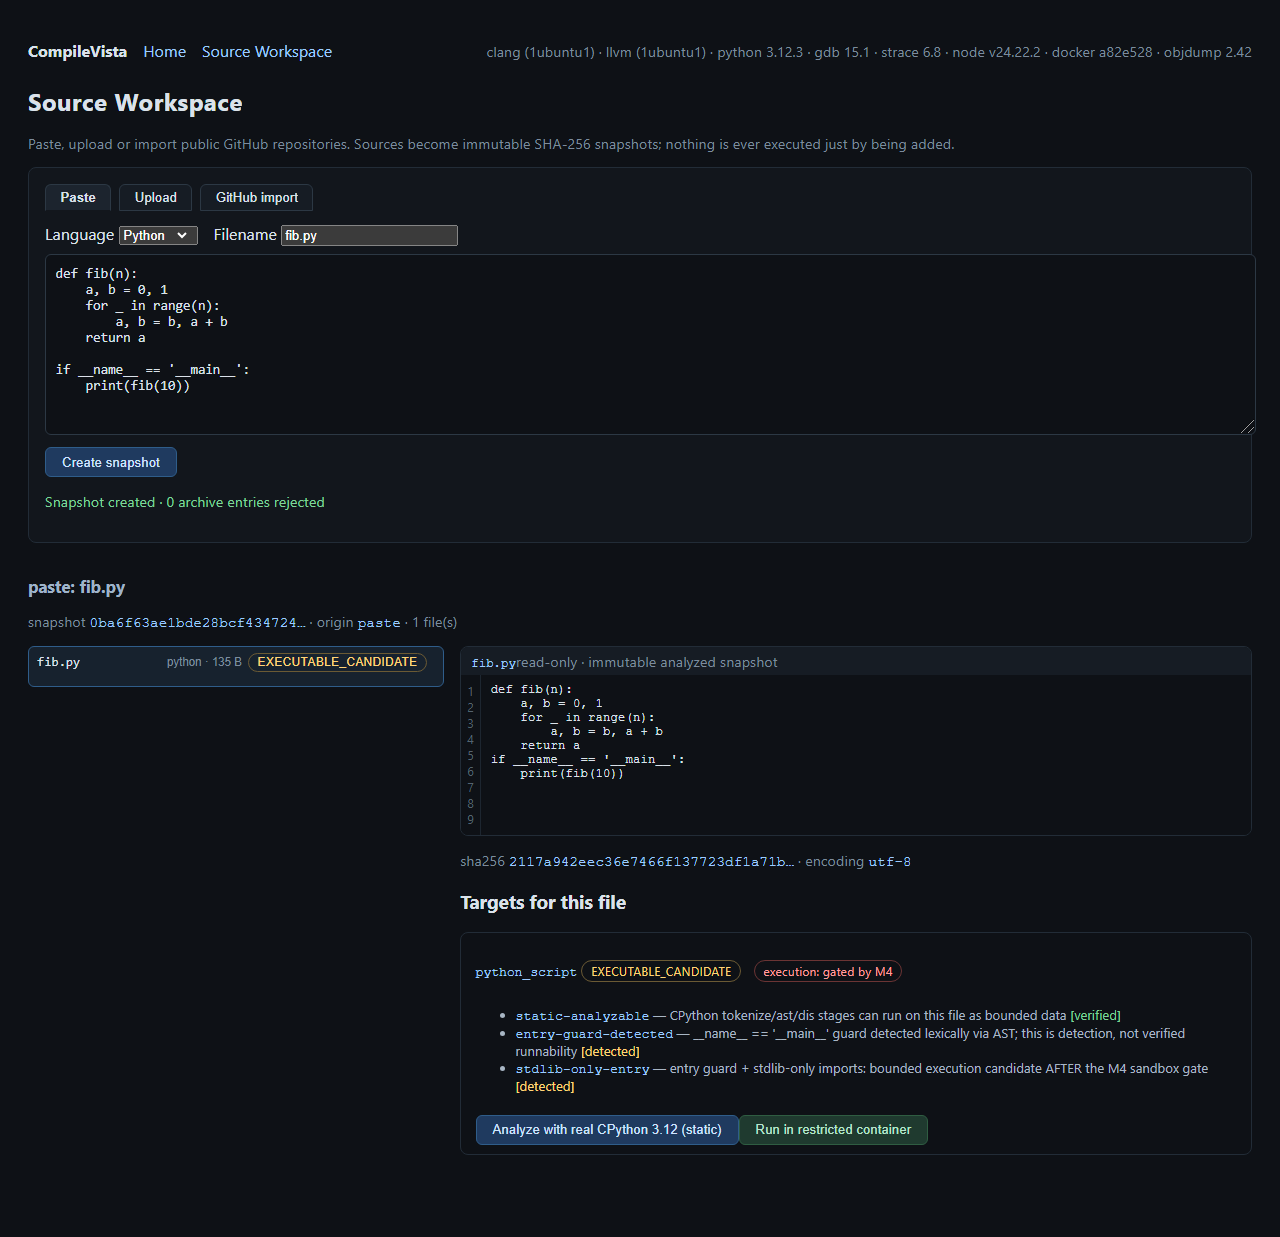 CompileVista Home Source Workspace clang (1ubuntu1) · llvm (1ubuntu1) · python 3.12.3 · gdb 15.1 · strace 6.8 · node v24.22.2 · docker a82e528 · objdump 2.42
Source Workspace
Paste, upload or import public GitHub repositories. Sources become immutable SHA-256 snapshots; nothing is ever executed just by being added.
Paste Upload GitHub import
Language Python Filename fib.py
def fib(n):
    a, b = 0, 1
    for _ in range(n):
        a, b = b, a + b
    return a
if __name__ == '__main__':
    print(fib(10))
Create snapshot
Snapshot created · 0 archive entries rejected
paste: fib.py
snapshot 0ba6f63ae1bde28bcf434724… · origin paste · 1 file(s)
fib.py python · 135 B EXECUTABLE_CANDIDATE
fib.pyread-only · immutable analyzed snapshot
1 def fib(n):
2     a, b = 0, 1
3     for _ in range(n):
4         a, b = b, a + b
5     return a
6 if __name__ == '__main__':
7     print(fib(10))
8
9
sha256 2117a942eec36e7466f137723df1a71b… · encoding utf-8
Targets for this file
python_script EXECUTABLE_CANDIDATE execution: gated by M4
• static-analyzable — CPython tokenize/ast/dis stages can run on this file as bounded data [verified]
• entry-guard-detected — __name__ == '__main__' guard detected lexically via AST; this is detection, not verified
runnability [detected]
• stdlib-only-entry — entry guard + stdlib-only imports: bounded execution candidate AFTER the M4 sandbox gate
[detected]
Analyze with real CPython 3.12 (static) Run in restricted container